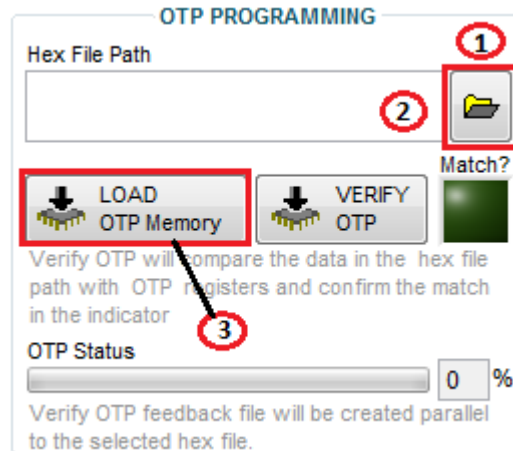 OTP PROGRAMMING
1
Hex File Path
2
Match?
LOAD
OTP Memory
VERIFY
OTP
Verify OTP will compare the data in the hex file
path with OTP registers and confirm the match
in the indicator
3
OTP Status
0 %
Verify OTP feedback file will be created parallel
to the selected hex file.